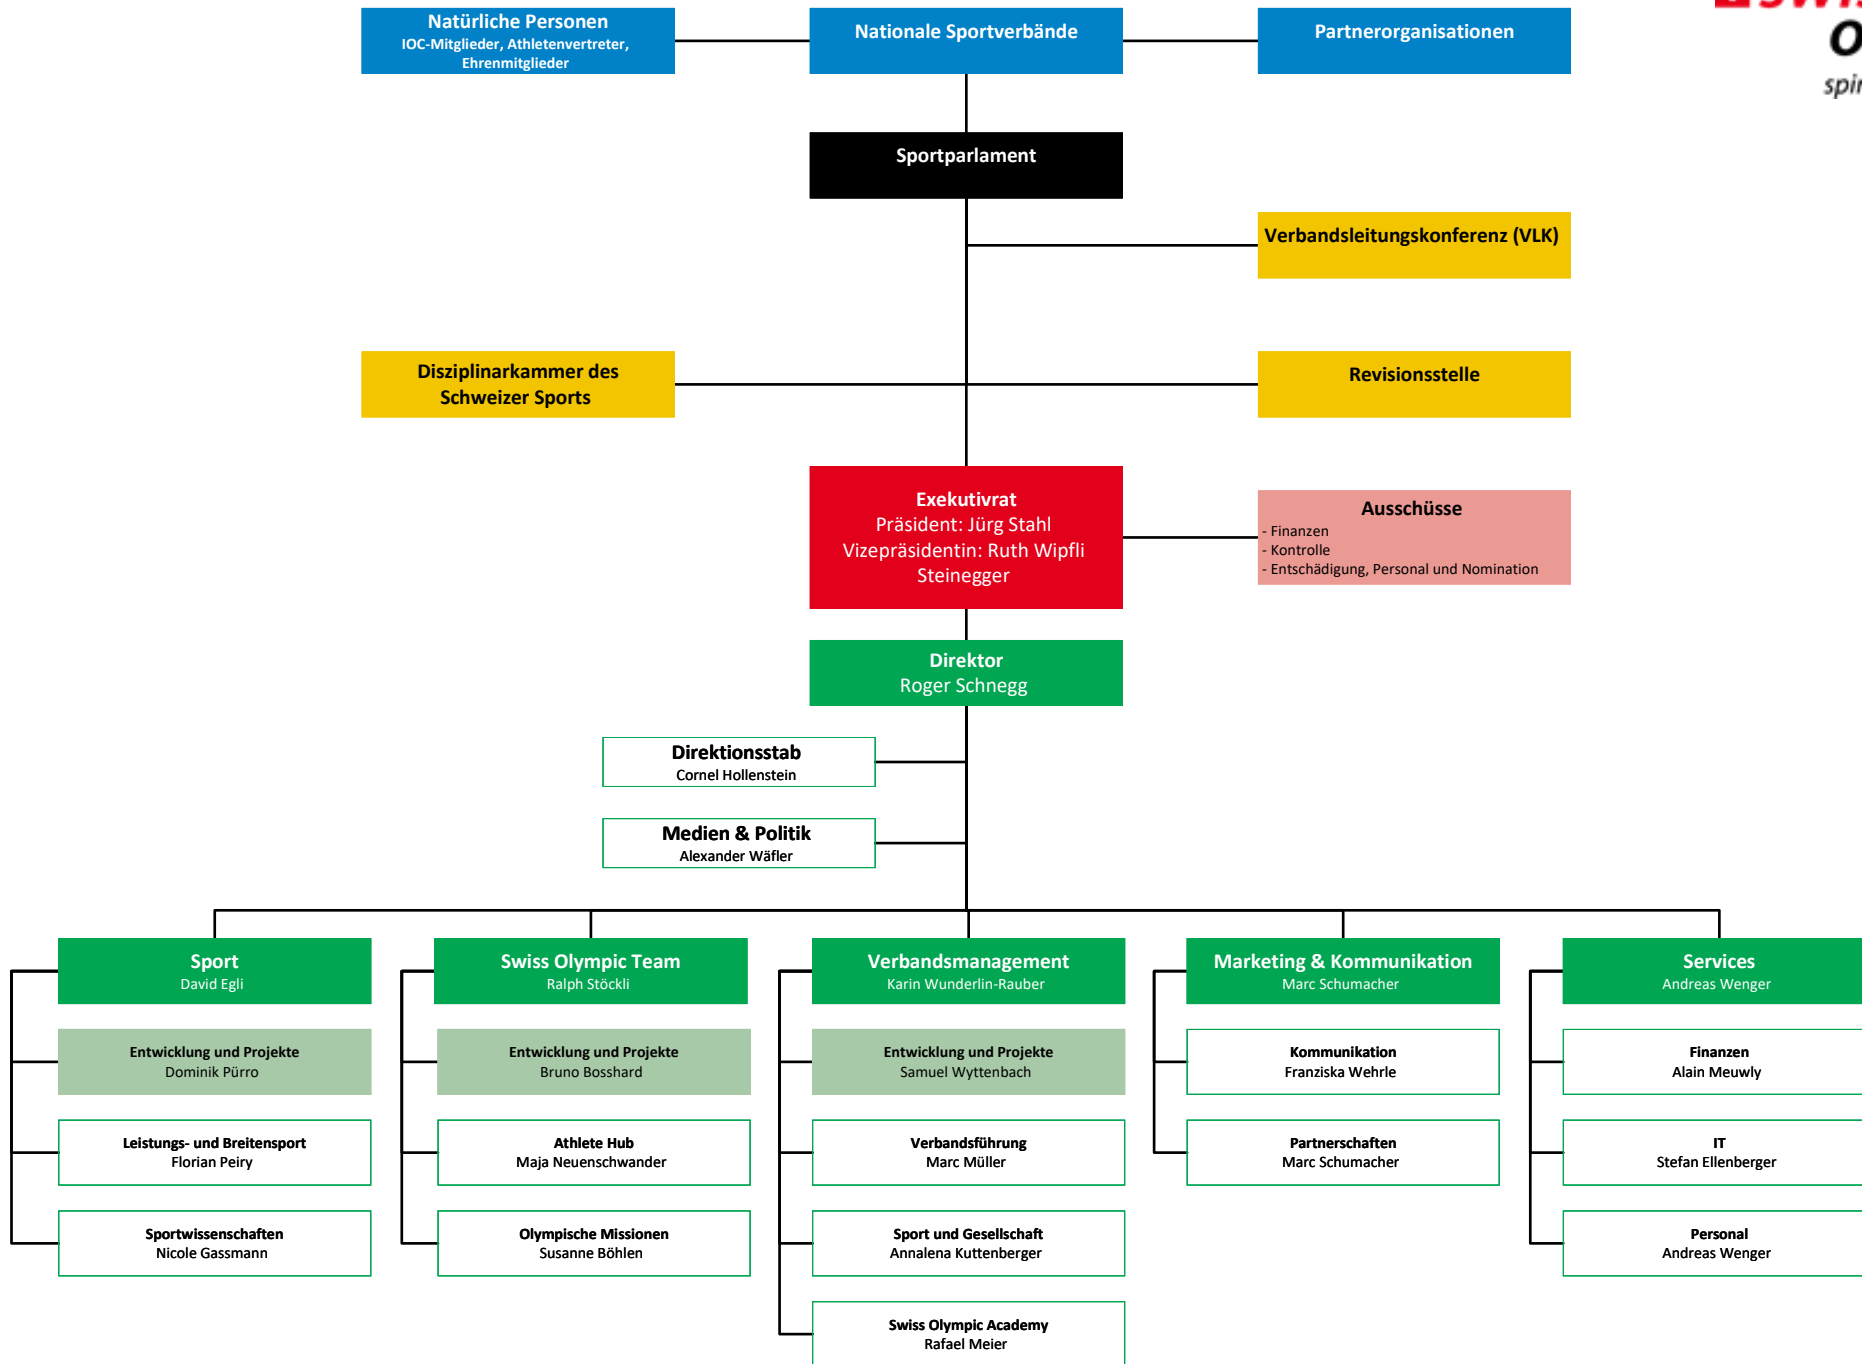 Natürliche Personen
IOC-Mitglieder, Athletenvertreter,
Ehrenmitglieder
Nationale Sportverbände
Partnerorganisationen
Sportparlament
Verbandsleitungskonferenz (VLK)
Disziplinarkammer des
Schweizer Sports
Revisionsstelle
Exekutivrat
Präsident: Jürg Stahl
Vizepräsidentin: Ruth Wipfli
Steinegger
Ausschüsse
- Finanzen
- Kontrolle
- Entschädigung, Personal und Nomination
Direktor
Roger Schnegg
Direktionsstab
Cornel Hollenstein
Medien & Politik
Alexander Wäfler
Sport
David Egli
Entwicklung und Projekte
Dominik Pürro
Leistungs- und Breitensport
Florian Peiry
Sportwissenschaften
Nicole Gassmann
Swiss Olympic Team
Ralph Stöckli
Entwicklung und Projekte
Bruno Bosshard
Athlete Hub
Maja Neuenschwander
Olympische Missionen
Susanne Böhlen
Verbandsmanagement
Karin Wunderlin-Rauber
Entwicklung und Projekte
Samuel Wyttenbach
Verbandsführung
Marc Müller
Sport und Gesellschaft
Annalena Kuttenberger
Swiss Olympic Academy
Rafael Meier
Marketing & Kommunikation
Marc Schumacher
Kommunikation
Franziska Wehrle
Partnerschaften
Marc Schumacher
Services
Andreas Wenger
Finanzen
Alain Meuwly
IT
Stefan Ellenberger
Personal
Andreas Wenger